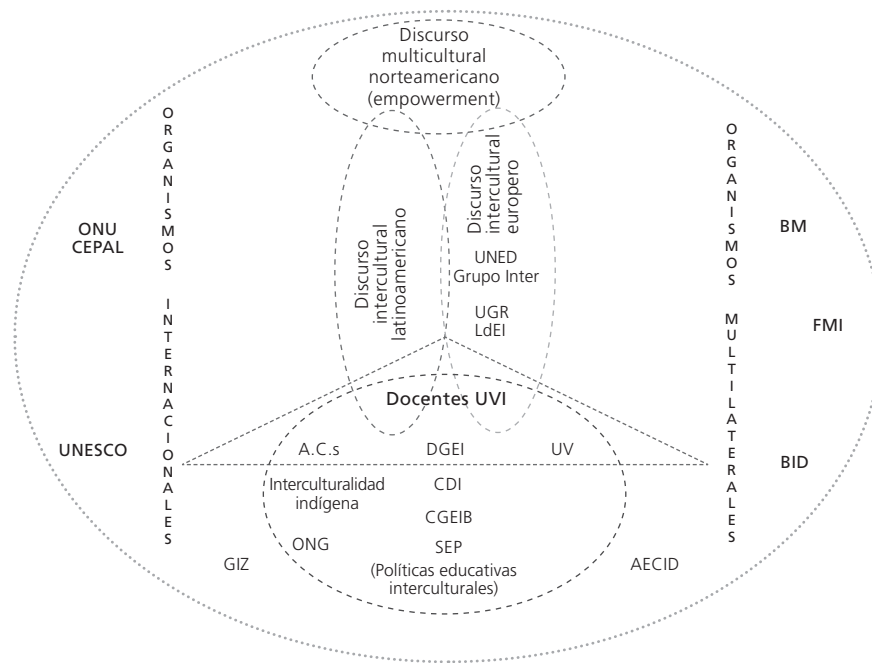 Discurso
multicultural
norteamericano
(empowerment)
ORGANISMOS INTERNACIONALES
ONU
CEPAL
UNESCO
GIZ
Discurso
intercultural
latinoamericano
Discurso
intercultural
europero
UNED
Grupo Inter
UGR
LdEI
ORGANISMOS MULTILATERALES
BM
FMI
BID
AECID
Docentes UVI
A.C.s DGEI UV
Interculturalidad
indígena
CDI
CGEIB
ONG
SEP
(Políticas educativas
interculturales)